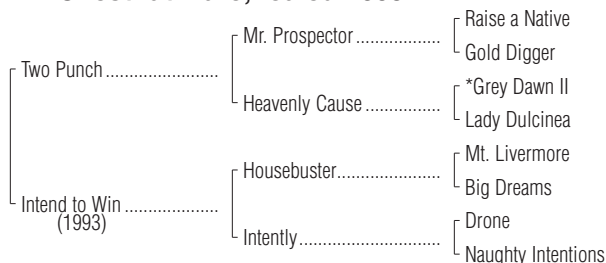 Raise a Native
Mr. Prospector ....................
Gold Digger
Two Punch ..........................
*Grey Dawn II
Heavenly Cause .................
Lady Dulcinea
Mt. Livermore
Housebuster........................
Big Dreams
Intend to Win ......................
(1993)
Drone
Intently .................................
Naughty Intentions